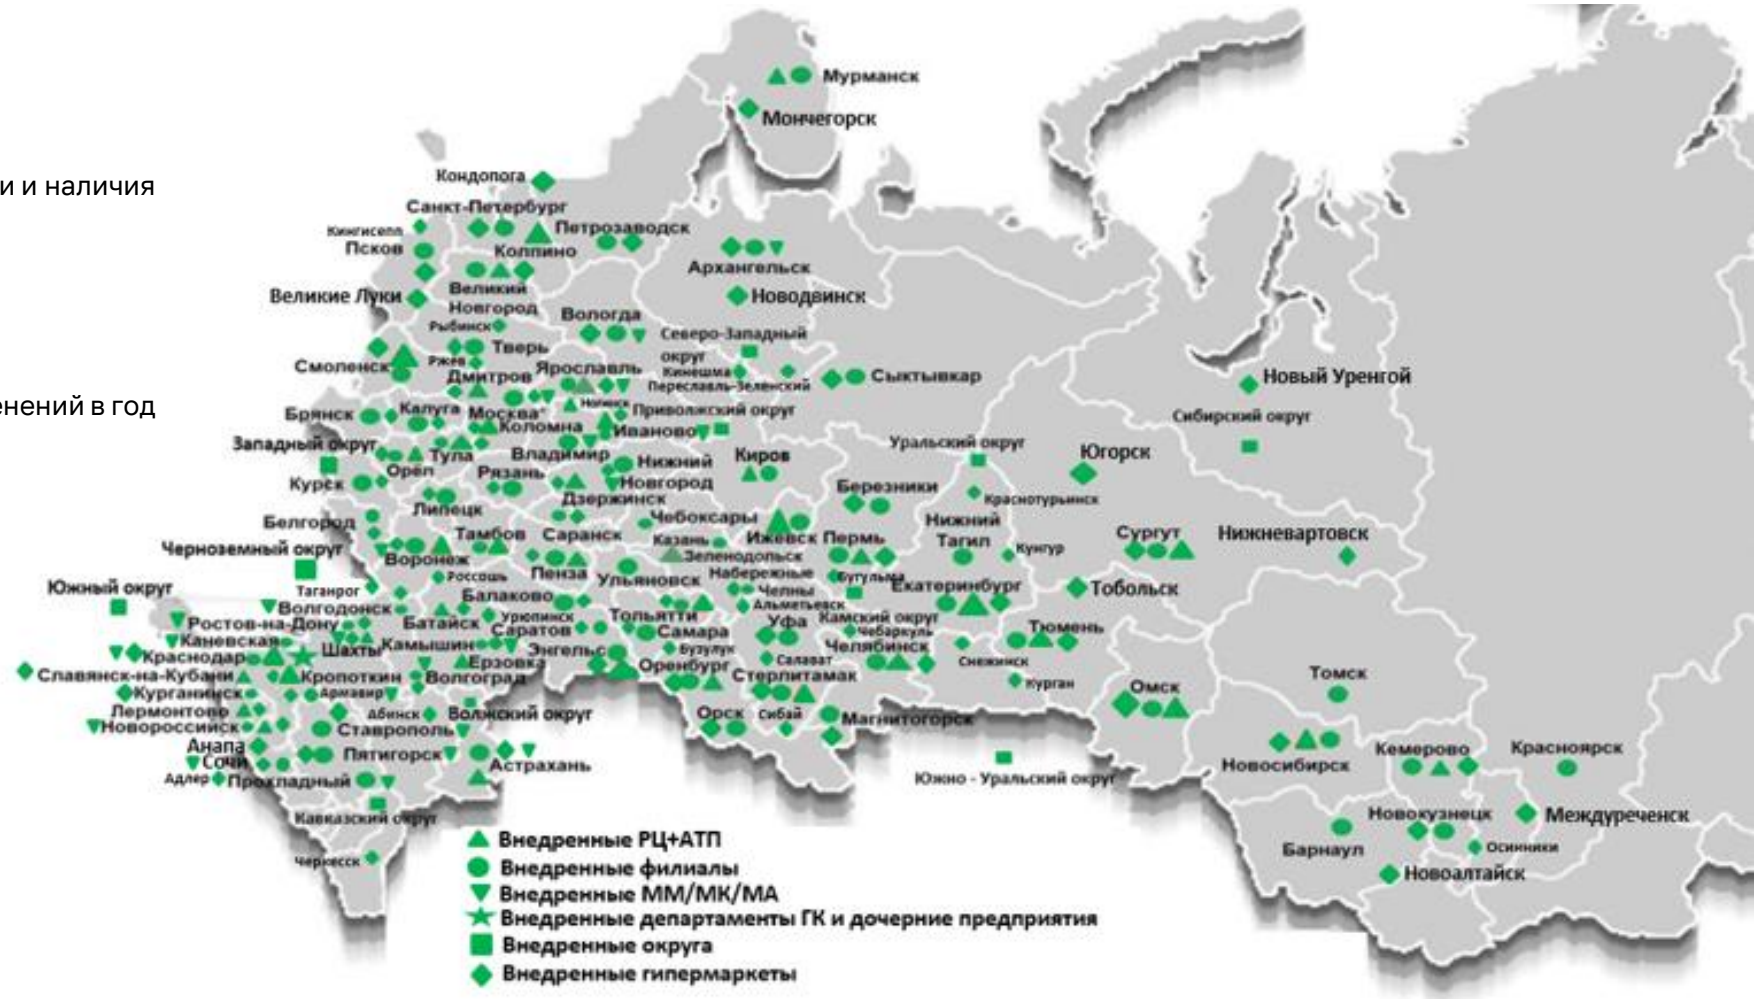 и и наличия
енений в год
Мурманск
Мончегорск
Кондопога
Санкт-Петербург
Кингисепп
Петрозаводск
Псков
Колпино
Архангельск
Великие Луки
Великий
Новгород
Новодвинск
Рыбинск
Вологда
Северо-Западный
округ
Смоленск
Ржев
Тверь
Ярославль
Кинешма
Переславль-Зеленский
Сыктывкар
Новый Уренгой
Дмитров
Ногинск
Брянск
Калуга
Москва*
Приволжский округ
Сибирский округ
Коломна
Иваново
Западный округ
Тула
Владимир
Уральский округ
Югорск
Орёл
Рязань
Нижний
Новгород
Киров
Курск
Дзержинск
Березники
Краснотурьинск
Липецк
Чебоксары
Белгород
Нижний
Тагил
Тамбов
Саранск
Казань
Ижевск
Пермь
Сургут
Нижневартовск
Черноземный округ
Воронеж
Зеленодольск
Кунгур
Россошь
Пенза
Ульяновск
Набережные
Челны
Бугульма
Екатеринбург
Тобольск
Южный округ
Таганрог
Балаково
Альметьевск
Волгодонск
Урюпинск
Тольятти
Камский округ
Ростов-на-Дону
Батайск
Саратов
Самара
Уфа
Чебаркуль
Тюмень
Каневская
Шахты
Камышин
Энгельс
Бузулук
Челябинск
Краснодар
Ерзовка
Оренбург
Салават
Снежинск
Славянск-на-Кубани
Кропоткин
Волгоград
Стерлитамак
Курган
Томск
Курганинск
Армавир
Омск
Лермонтово
Абинск
Волжский округ
Орск
Сибай
Магнитогорск
Новороссийск
Ставрополь
Анапа
Пятигорск
Астрахань
Сочи
Адлер
Прохладный
Южно - Уральский округ
Новосибирск
Кемерово
Красноярск
Кавказский округ
Новокузнецк
Междуреченск
Барнаул
Осинники
Черкесск
Новоалтайск
Внедренные РЦ+АТП
Внедренные филиалы
Внедренные ММ/МК/МА
Внедренные департаменты ГК и дочерние предприятия
Внедренные округа
Внедренные гипермаркеты